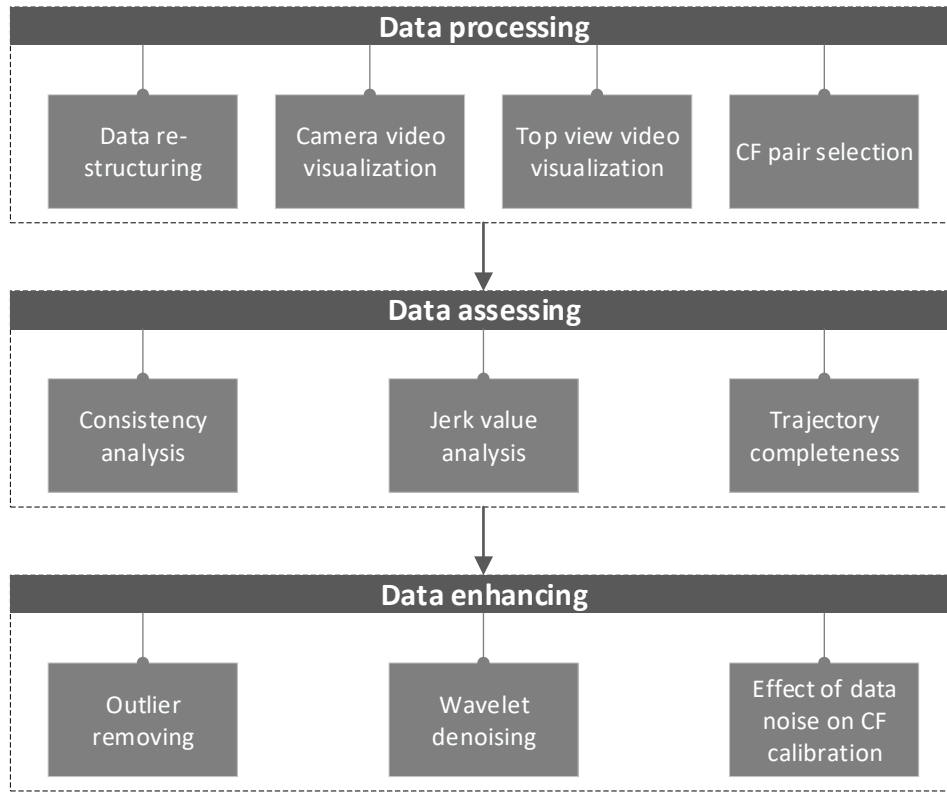 Data processing
Data re-
structuring
Camera video
visualization
Top view video
visualization
CF pair selection
Data assessing
Consistency
analysis
Jerk value
analysis
Trajectory
completeness
Data enhancing
Outlier
removing
Wavelet
denoising
Effect of data
noise on CF
calibration